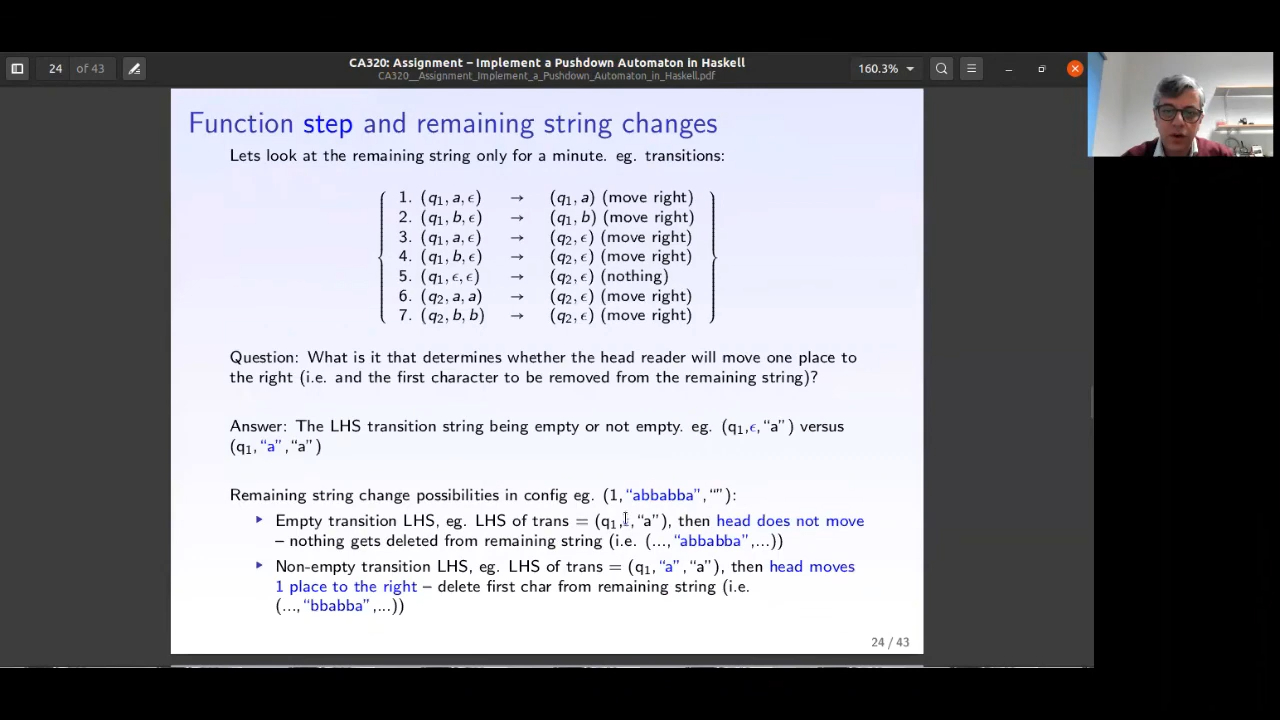 24 of 43
CA320: Assignment – Implement a Pushdown Automaton in Haskell
CA320__Assignment_Implement_a_Pushdown_Automaton_in_Haskell.pdf
160.3%
Function step and remaining string changes
Lets look at the remaining string only for a minute. eg. transitions:
1. (q₁, a, ϵ) → (q₁, a) (move right)
2. (q₁, b, ϵ) → (q₁, b) (move right)
3. (q₁, a, ϵ) → (q₂, ϵ) (move right)
4. (q₁, b, ϵ) → (q₂, ϵ) (move right)
5. (q₁, ϵ, ϵ) → (q₂, ϵ) (nothing)
6. (q₂, a, a) → (q₂, ϵ) (move right)
7. (q₂, b, b) → (q₂, ϵ) (move right)
Question: What is it that determines whether the head reader will move one place to
the right (i.e. and the first character to be removed from the remaining string)?
Answer: The LHS transition string being empty or not empty. eg. (q₁,ϵ,“a”) versus
(q₁,“a”,“a”)
Remaining string change possibilities in config eg. (1,“abbabba”,“”):
Empty transition LHS, eg. LHS of trans = (q₁, ,“a”), then head does not move
– nothing gets deleted from remaining string (i.e. (...,“abbabba”,...))
Non-empty transition LHS, eg. LHS of trans = (q₁,“a”,“a”), then head moves
1 place to the right – delete first char from remaining string (i.e.
(...,“bbabba”,...))
24 / 43